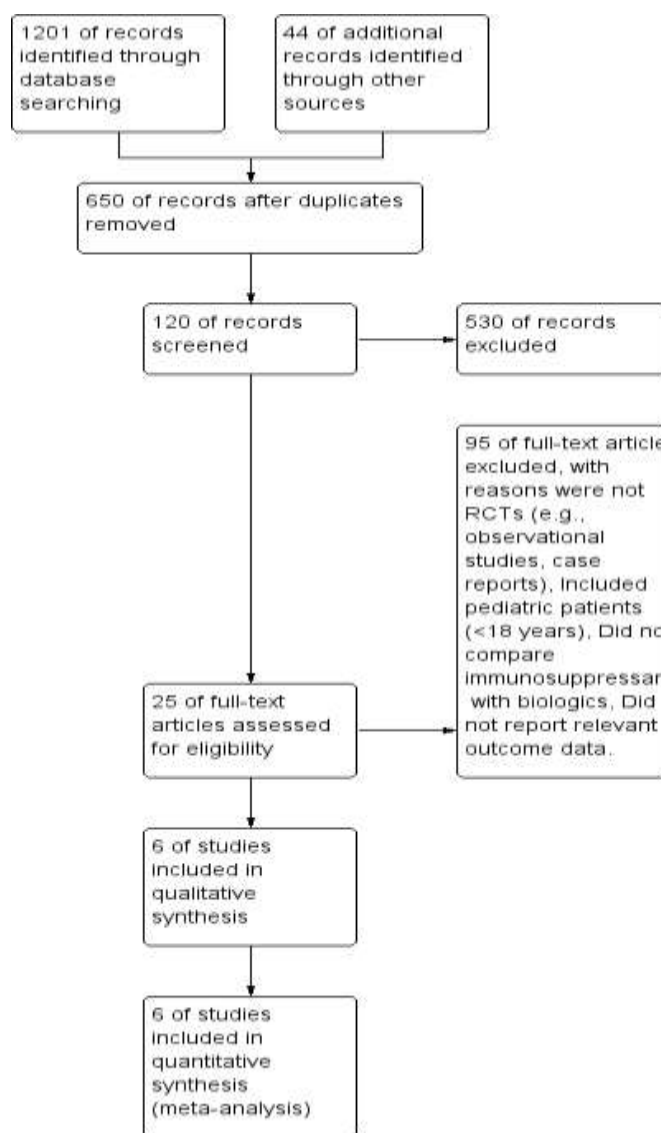 1201 of records
identified through
database
searching
44 of additional
records identified
through other
sources
650 of records after duplicates
removed
120 of records
screened
530 of records
excluded
95 of full-text article
excluded, with
reasons were not
RCTs (e.g.,
observational
studies, case
reports), Included
pediatric patients
(<18 years), Did no
compare
immunosuppressan
with biologics, Did
not report relevant
outcome data.
25 of full-text
articles assessed
for eligibility
6 of studies
included in
qualitative
synthesis
6 of studies
included in
quantitative
synthesis
(meta-analysis)